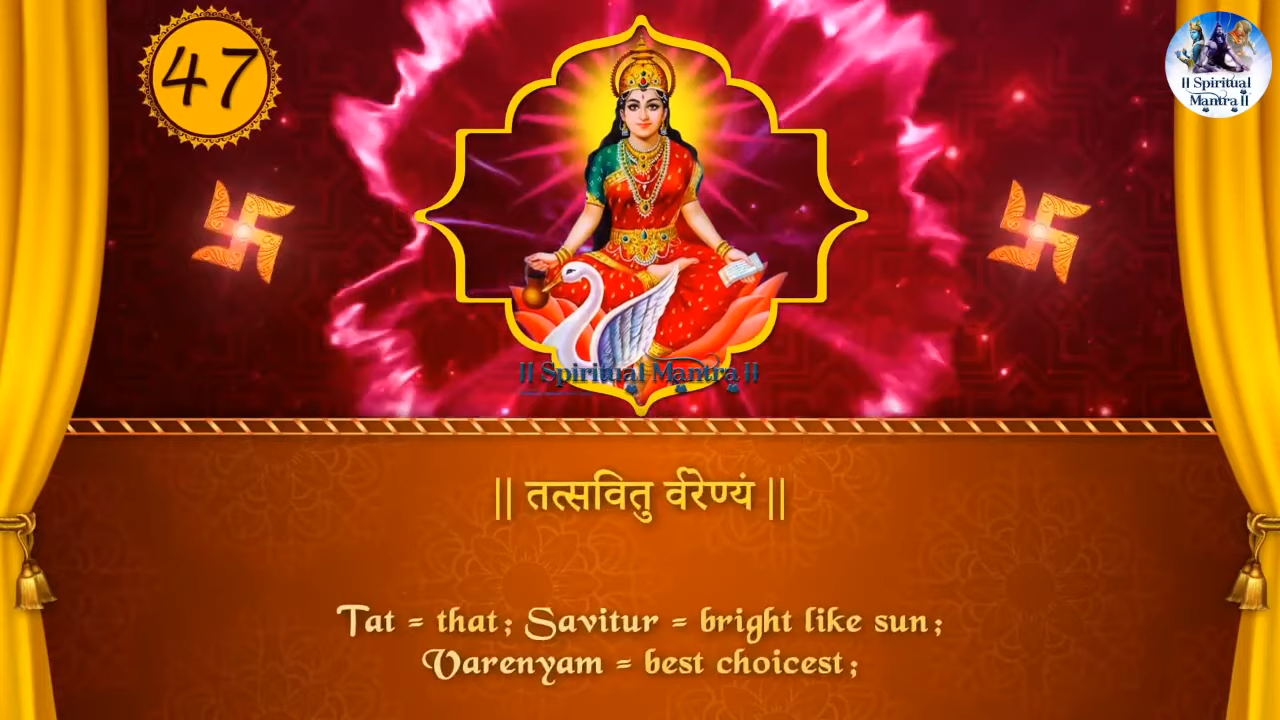 47
|| Spiritual
Mantra ||
|| Spiritual Mantra ||
|| तत्सवितु र्वरेण्यं ||
Tat = that; Savitur = bright like sun;
Varenyam = best choicest;